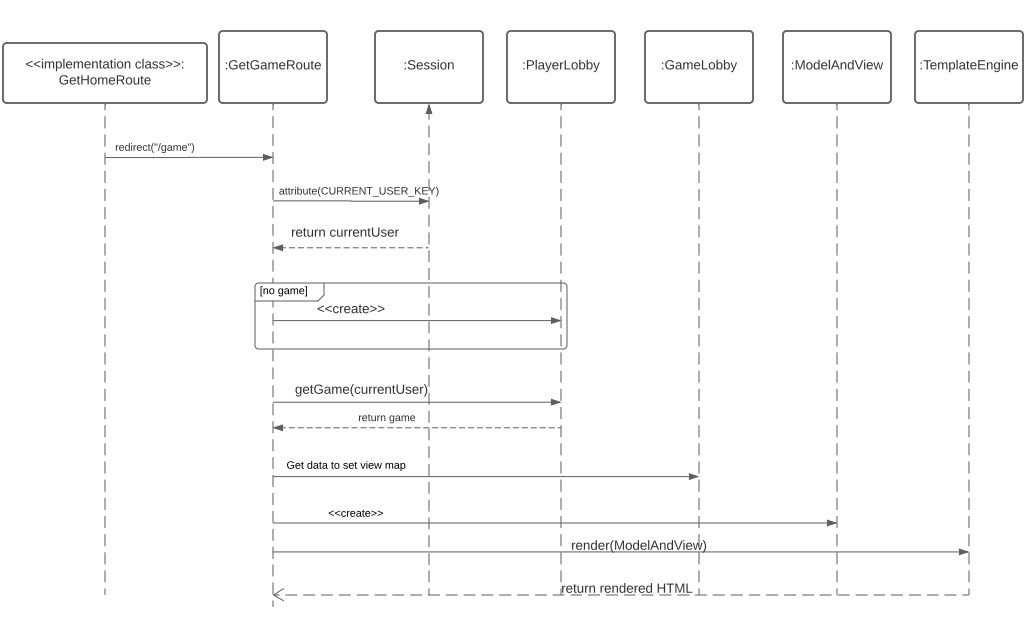 <<implementation class>>:
GetHomeRoute
:GetGameRoute
:Session
:PlayerLobby
:GameLobby
:ModelAndView
:TemplateEngine
redirect("/game")
attribute(CURRENT_USER_KEY)
return currentUser
[no game]
<<create>>
getGame(currentUser)
return game
Get data to set view map
<<create>>
render(ModelAndView)
return rendered HTML